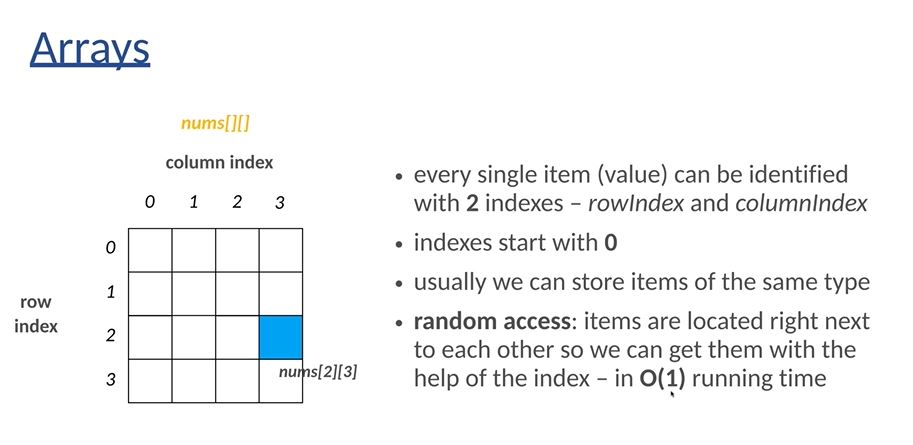 Arrays
nums[][]
column index
0 1 2 3
0
1
row
index
2
3
nums[2][3]
• every single item (value) can be identified
with 2 indexes – rowIndex and columnIndex
• indexes start with 0
• usually we can store items of the same type
• random access: items are located right next
to each other so we can get them with the
help of the index – in O(1) running time